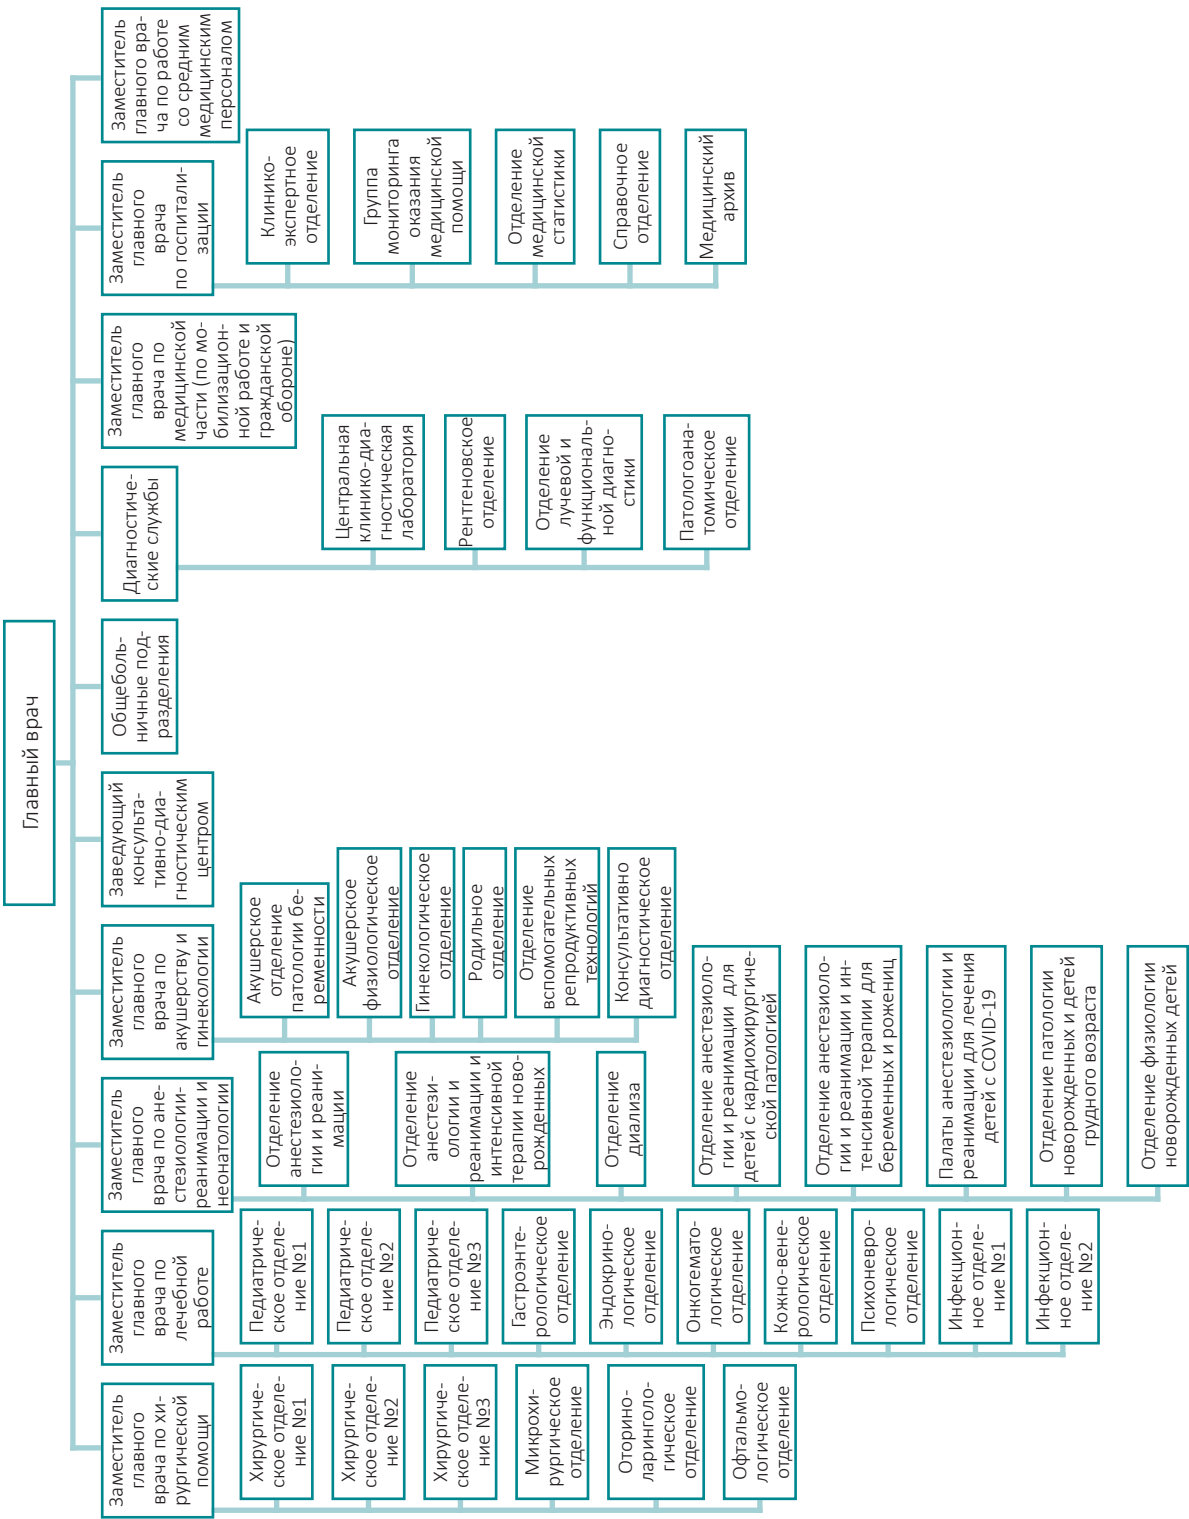 Главный врач
Заместитель
главного
врача по хи-
рургической
помощи
Хирургиче-
ское отделе-
ние №1
Хирургиче-
ское отделе-
ние №2
Хирургиче-
ское отделе-
ние №3
Микрохи-
рургическое
отделение
Оторино-
ларинголо-
гическое
отделение
Офтальмо-
логическое
отделение
Заместитель
главного
врача по
лечебной
работе
Педиатриче-
ское отделе-
ние №1
Педиатриче-
ское отделе-
ние №2
Педиатриче-
ское отделе-
ние №3
Гастроэнте-
рологическое
отделение
Эндокрино-
логическое
отделение
Онкогемато-
логическое
отделение
Кожно-вене-
рологическое
отделение
Психоневро-
логическое
отделение
Инфекцион-
ное отделе-
ние №1
Инфекцион-
ное отделе-
ние №2
Заместитель
главного
врача по ане-
стезиологии-
реанимации и
неонатологии
Отделение
анестезиоло-
гии и реани-
мации
Отделение
анестези-
ологии и
реанимации и
интенсивной
терапии ново-
рожденных
Отделение
диализа
Отделение анестезиоло-
гии и реанимации для
детей с кардиохирургиче-
ской патологией
Отделение анестезиоло-
гии и реанимации и ин-
тенсивной терапии для
беременных и рожениц
Палаты анестезиологии и
реанимации для лечения
детей с COVID-19
Отделение патологии
новорожденных и детей
грудного возраста
Отделение физиологии
новорожденных детей
Заместитель
главного
врача по
акушерству и
гинекологии
Акушерское
отделение
патологии бе-
ременности
Акушерское
физиологическое
отделение
Гинекологическое
отделение
Родильное
отделение
Отделение
вспомогательных
репродуктивных
технологий
Консультативно
диагностическое
отделение
Заведующий
консульта-
тивно-диа-
гностическим
центром
Общеболь-
ничные под-
разделения
Диагностиче-
ские службы
Центральная
клинико-диа-
гностическая
лаборатория
Рентгеновское
отделение
Отделение
лучевой и
функциональ-
ной диагно-
стики
Патологоана-
томическое
отделение
Заместитель
главного
врача по
медицинской
части (по мо-
билизацион-
ной работе и
гражданской
обороне)
Заместитель
главного
врача
по госпитали-
зации
Клинико-
экспертное
отделение
Группа
мониторинга
оказания
медицинской
помощи
Отделение
медицинской
статистики
Справочное
отделение
Медицинский
архив
Заместитель
главного вра-
ча по работе
со средним
медицинским
персоналом